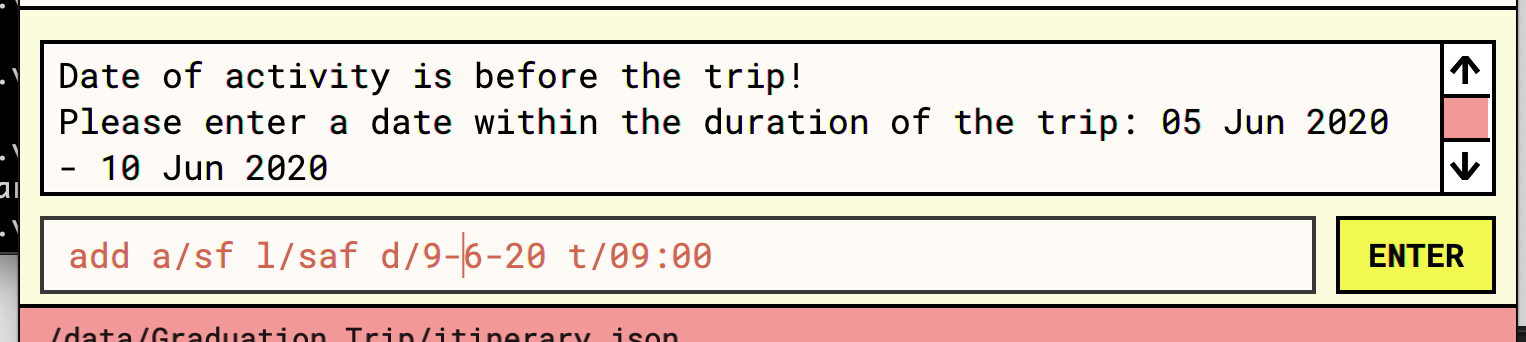 Date of activity is before the trip!
Please enter a date within the duration of the trip: 05 Jun 2020
- 10 Jun 2020
add a/sf l/saf d/9-6-20 t/09:00
ENTER
/data/Graduation Trip/itinerary.json